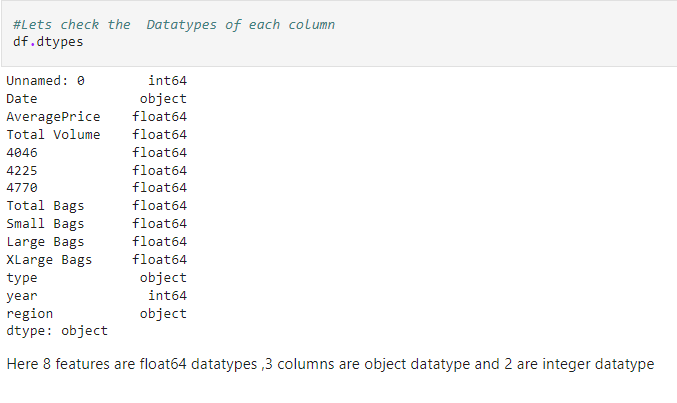 #Lets check the  Datatypes of each column
df.dtypes
Unnamed: 0        int64
Date             object
AveragePrice    float64
Total Volume    float64
4046            float64
4225            float64
4770            float64
Total Bags      float64
Small Bags      float64
Large Bags      float64
XLarge Bags     float64
type             object
year              int64
region           object
dtype: object
Here 8 features are float64 datatypes ,3 columns are object datatype and 2 are integer datatype